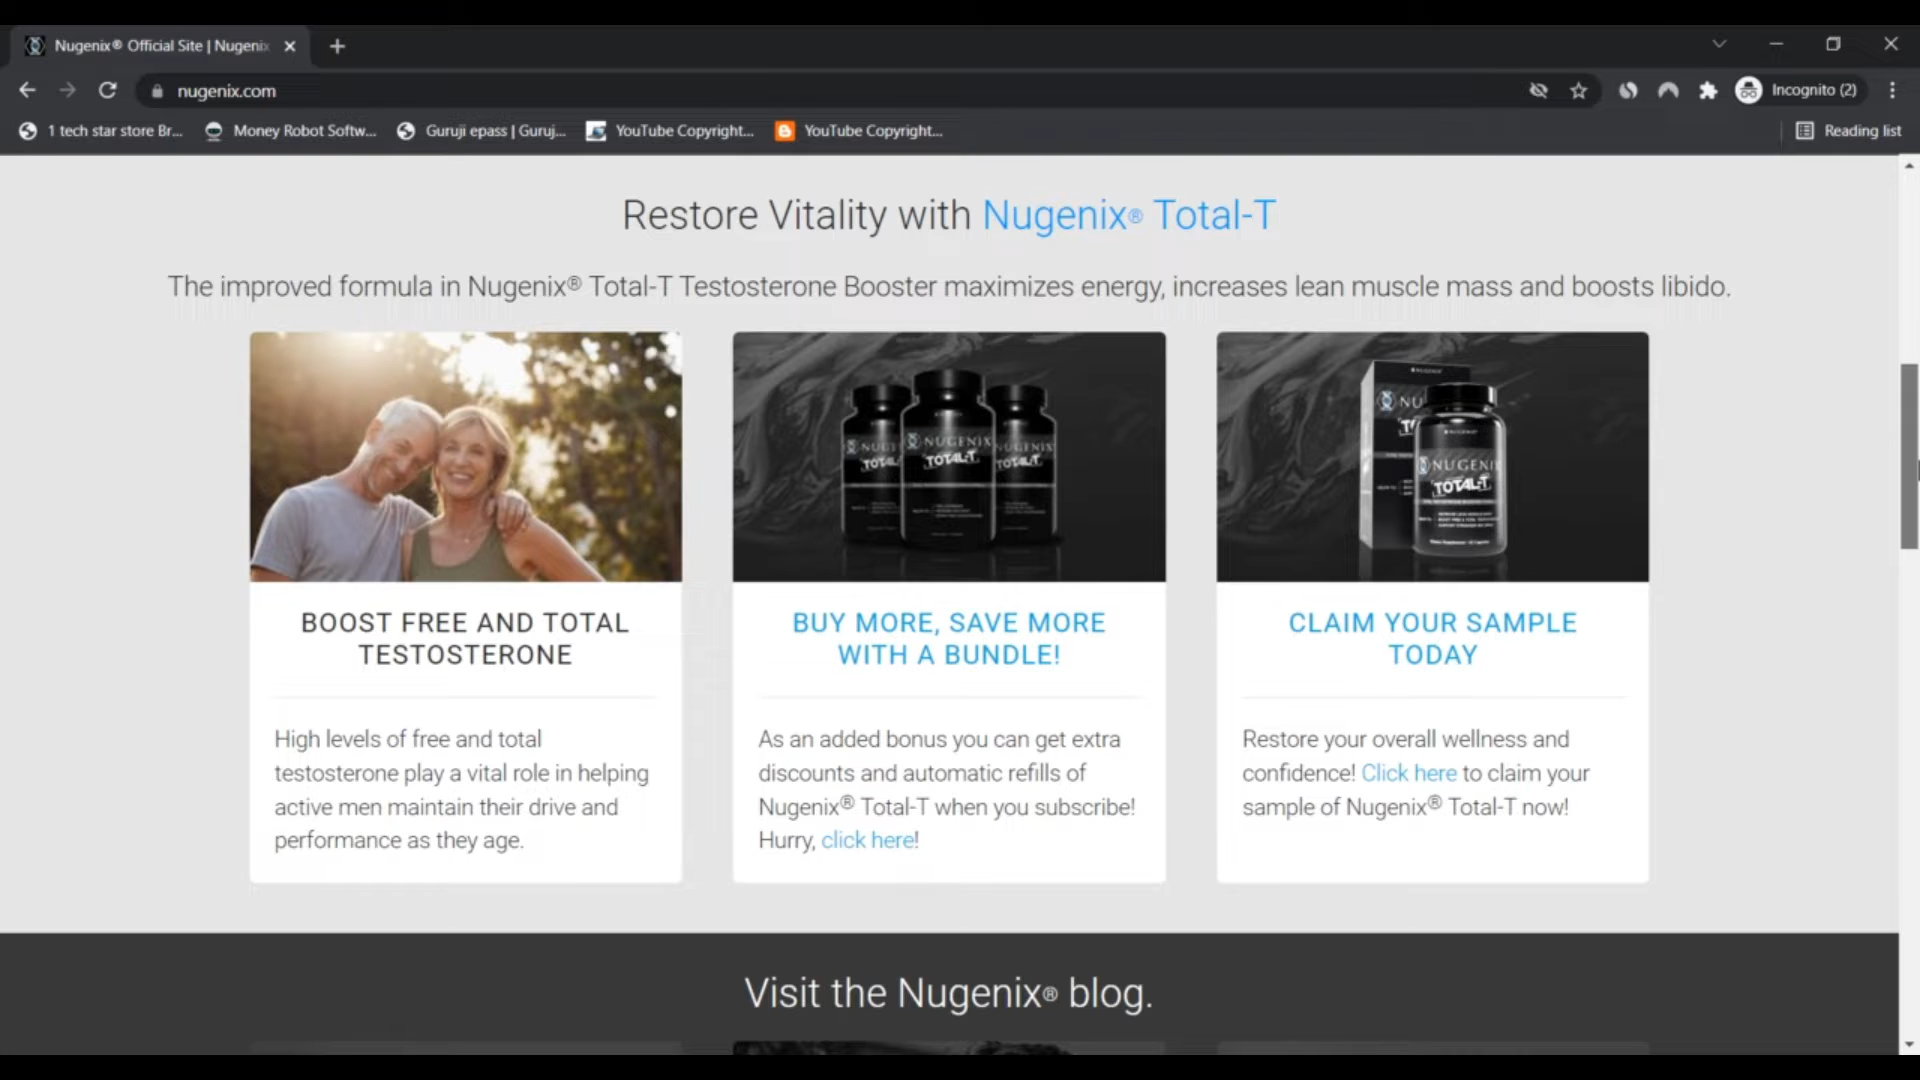 Nugenix® Official Site | Nugenix
nugenix.com
Incognito (2)
1 tech star store Br...
Money Robot Softw...
Guruji epass | Guruj...
YouTube Copyright...
YouTube Copyright...
Reading list
Restore Vitality with Nugenix® Total-T
The improved formula in Nugenix® Total-T Testosterone Booster maximizes energy, increases lean muscle mass and boosts libido.
NUGENIX
TOTAL-T
NUGENIX
TOTAL-T
BOOST FREE AND TOTAL
TESTOSTERONE
High levels of free and total
testosterone play a vital role in helping
active men maintain their drive and
performance as they age.
BUY MORE, SAVE MORE
WITH A BUNDLE!
As an added bonus you can get extra
discounts and automatic refills of
Nugenix® Total-T when you subscribe!
Hurry, click here!
CLAIM YOUR SAMPLE
TODAY
Restore your overall wellness and
confidence! Click here to claim your
sample of Nugenix® Total-T now!
Visit the Nugenix® blog.